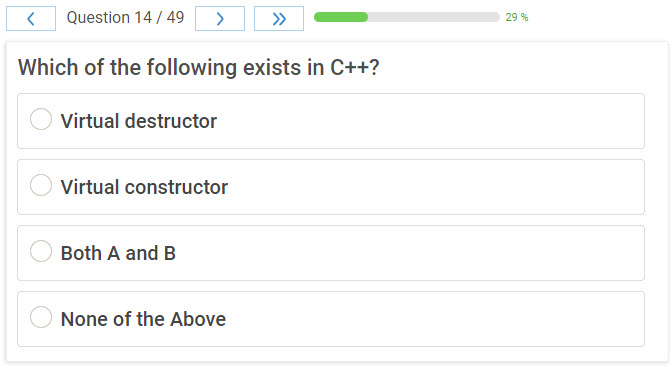 Question 14 / 49
29 %
Which of the following exists in C++?
Virtual destructor
Virtual constructor
Both A and B
None of the Above